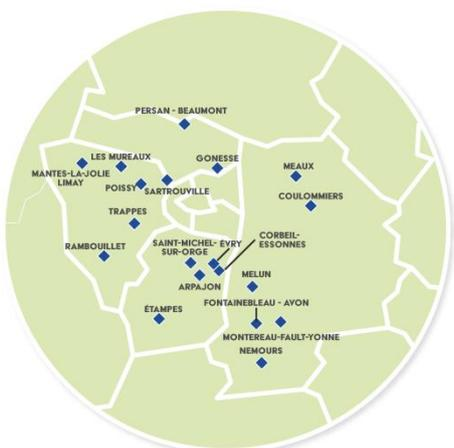 PERSAN - BEAUMONT
LES MUREAUX
GONESSE
MEAUX
MANTES-LA-JOLIE
LIMAY
POISSY
SARTROUVILLE
COULOMMIERS
TRAPPES
RAMBOUILLET
SAINT-MICHEL-
SUR-ORGE
ÉVRY
CORBEIL-
ESSONNES
ARPAJON
MELUN
ÉTAMPES
FONTAINEBLEAU - AVON
MONTEREAU-FAULT-YONNE
NEMOURS